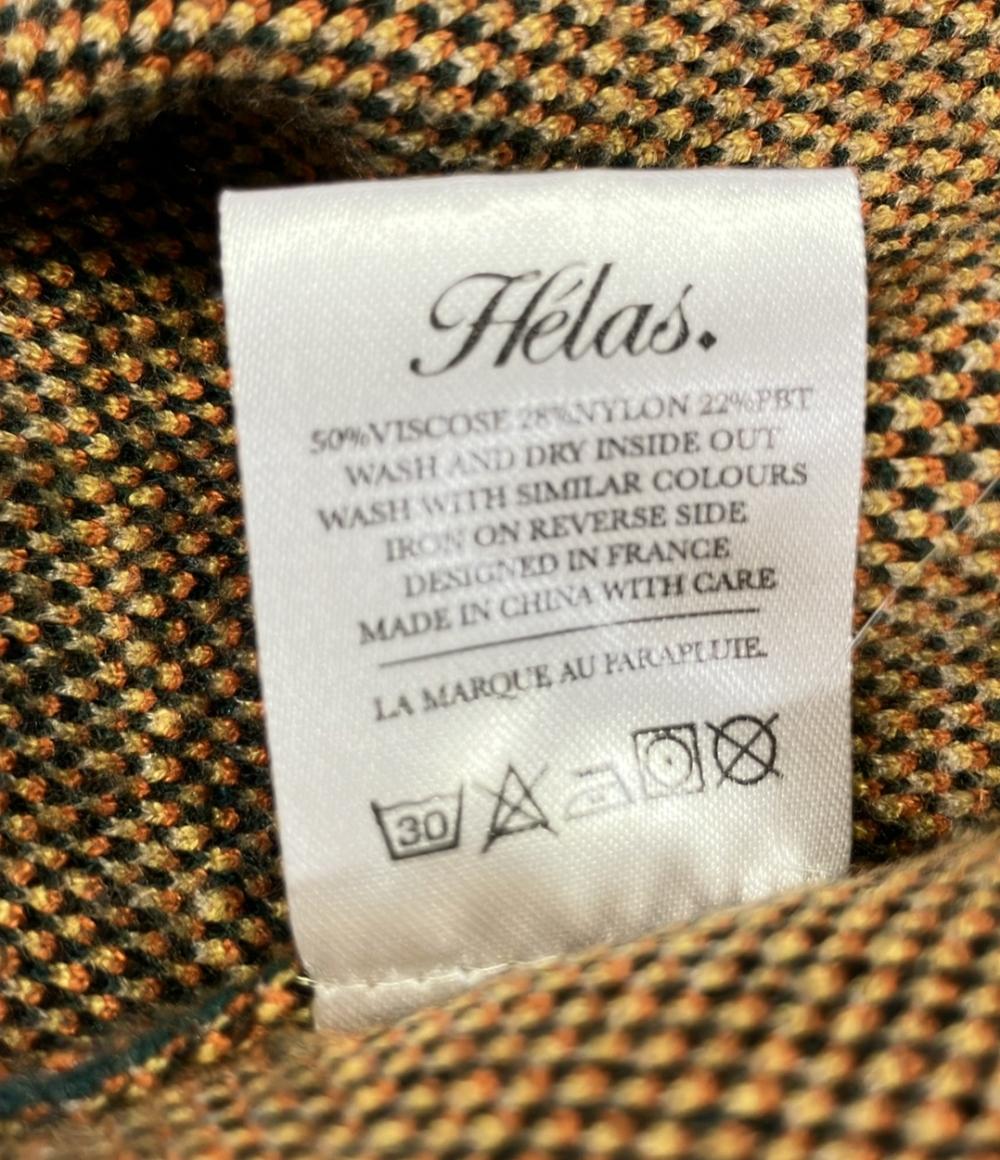 Hélas.
50%VISCOSE 28%NYLON 22%PBT
WASH AND DRY INSIDE OUT
WASH WITH SIMILAR COLOURS
IRON ON REVERSE SIDE
DESIGNED IN FRANCE
MADE IN CHINA WITH CARE
LA MARQUE AU PARAPLUIE.
30